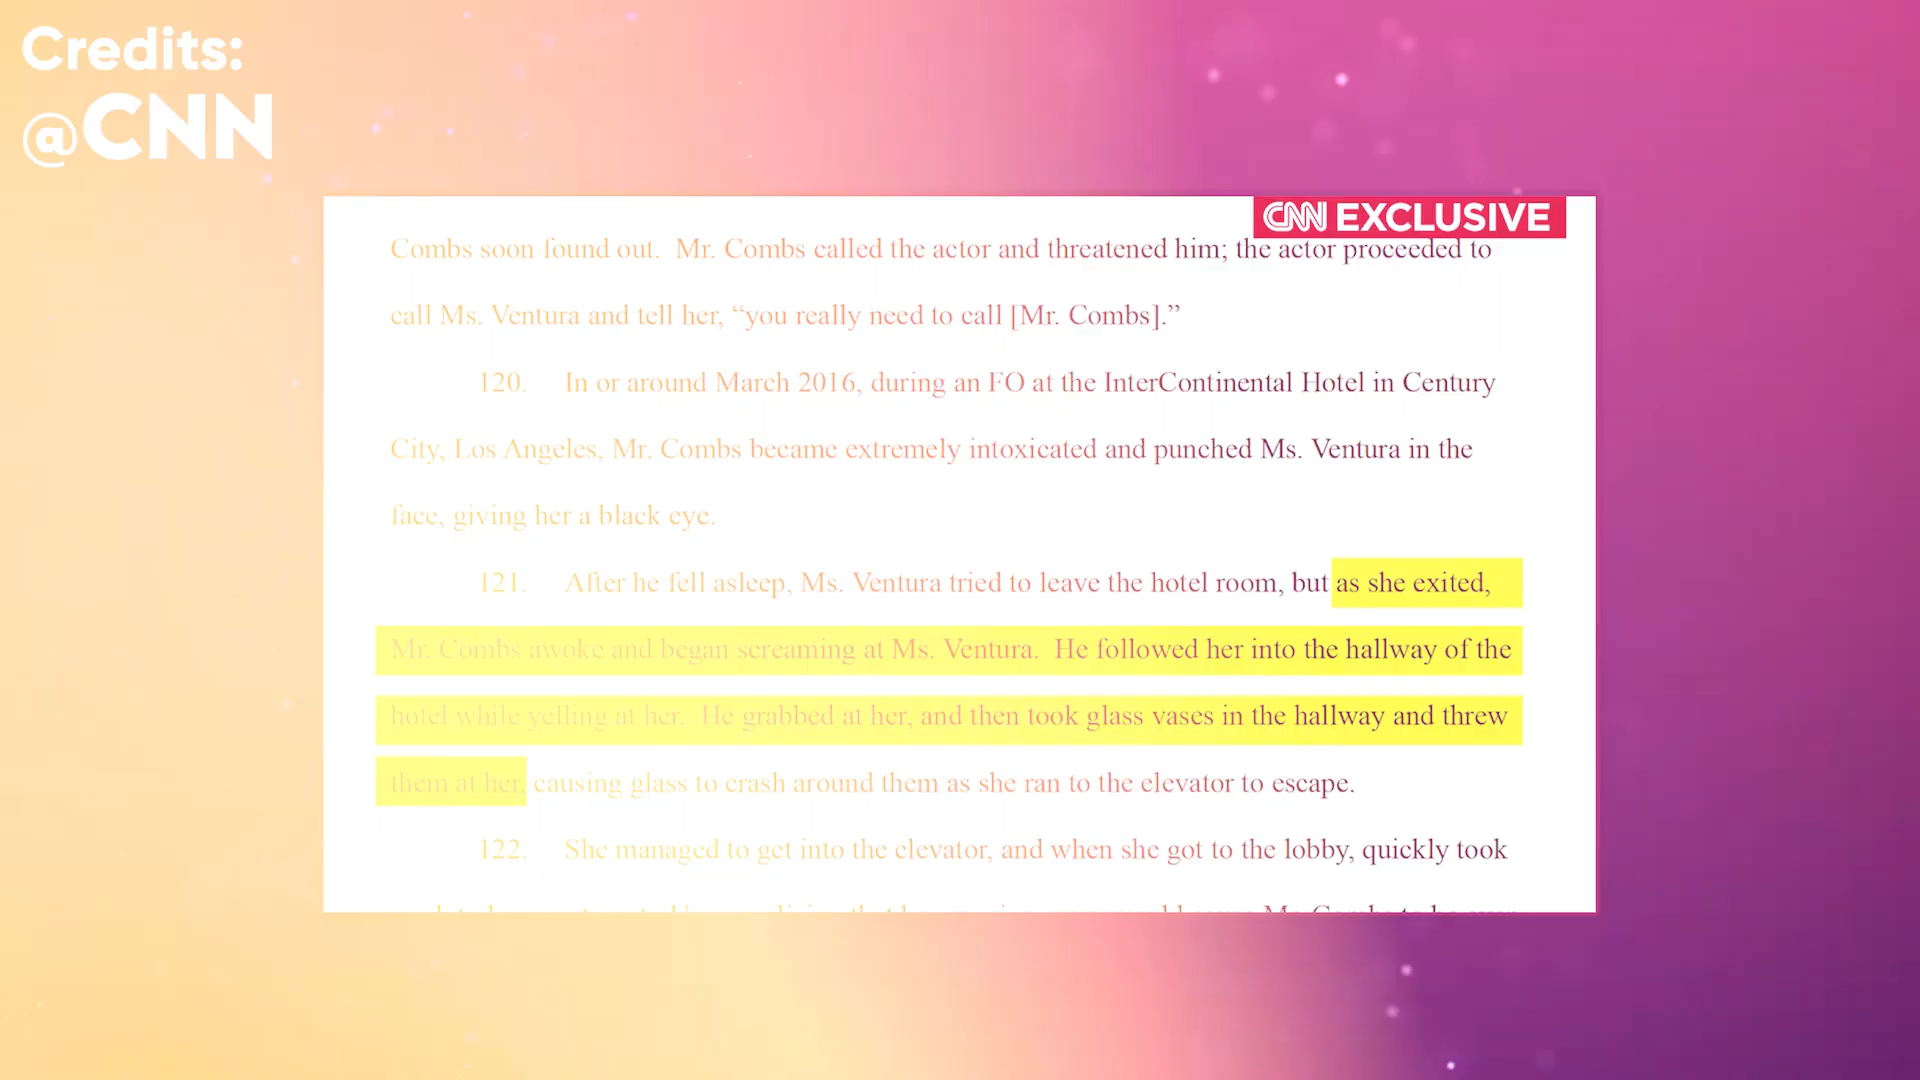 Credits:
@CNN
CNN EXCLUSIVE
Combs soon found out. Mr. Combs called the actor and threatened him; the actor proceeded to
call Ms. Ventura and tell her, “you really need to call [Mr. Combs].”
120. In or around March 2016, during an FO at the InterContinental Hotel in Century
City, Los Angeles, Mr. Combs became extremely intoxicated and punched Ms. Ventura in the
face, giving her a black eye.
121. After he fell asleep, Ms. Ventura tried to leave the hotel room, but as she exited,
Mr. Combs awoke and began screaming at Ms. Ventura. He followed her into the hallway of the
hotel while yelling at her. He grabbed at her, and then took glass vases in the hallway and threw
them at her, causing glass to crash around them as she ran to the elevator to escape.
122. She managed to get into the elevator, and when she got to the lobby, quickly took